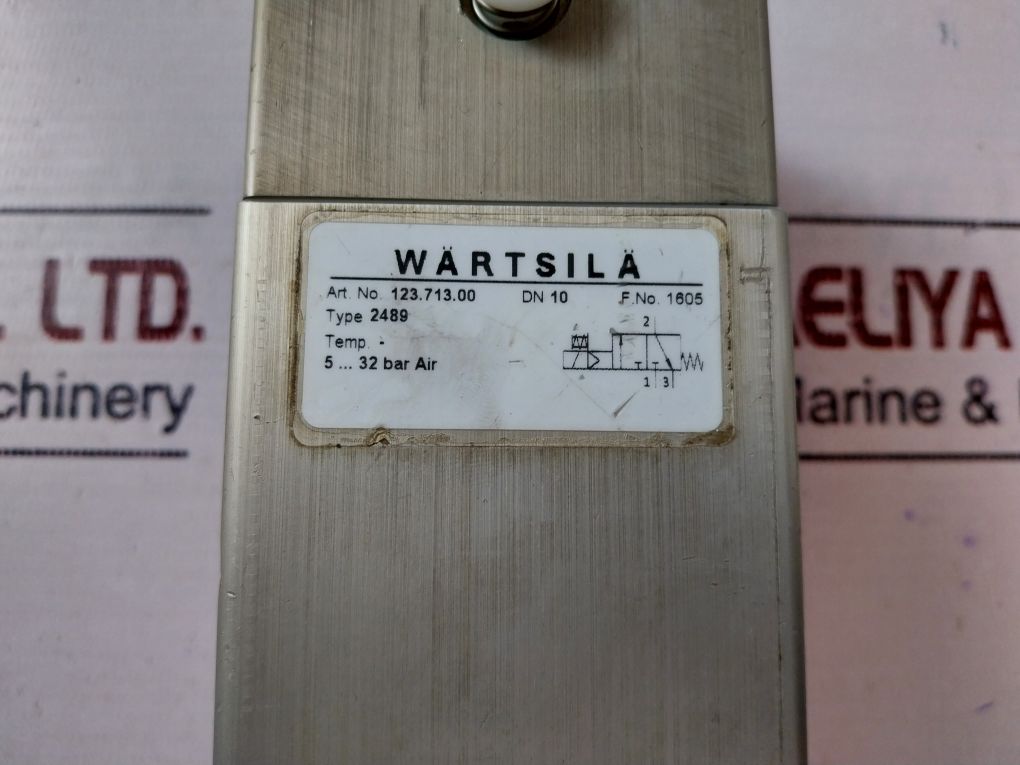 WÄRTSILÄ
Art. No. 123.713.00 DN 10 F.No. 1605
Type 2489
Temp. -
5 ... 32 bar Air
2
1 3
LTD.
chinery
ELIYA
arine &